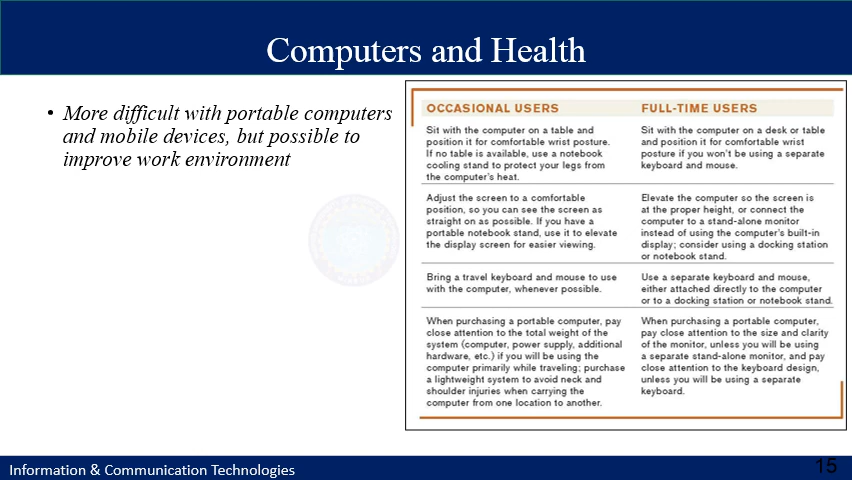 Computers and Health
• More difficult with portable computers
and mobile devices, but possible to
improve work environment
OCCASIONAL USERS
FULL-TIME USERS
Sit with the computer on a table and
position it for comfortable wrist posture.
If no table is available, use a notebook
cooling stand to protect your legs from
the computer's heat.
Sit with the computer on a desk or table
and position it for comfortable wrist
posture if you won't be using a separate
keyboard and mouse.
Adjust the screen to a comfortable
position, so you can see the screen as
straight on as possible. If you have a
portable notebook stand, use it to elevate
the display screen for easier viewing.
Elevate the computer so the screen is
at the proper height, or connect the
computer to a stand-alone monitor
instead of using the computer's built-in
display; consider using a docking station
or notebook stand.
Bring a travel keyboard and mouse to use
with the computer, whenever possible.
Use a separate keyboard and mouse,
either attached directly to the computer
or to a docking station or notebook stand.
When purchasing a portable computer, pay
close attention to the total weight of the
system (computer, power supply, additional
hardware, etc.) if you will be using the
computer primarily while traveling; purchase
a lightweight system to avoid neck and
shoulder injuries when carrying the
computer from one location to another.
When purchasing a portable computer,
pay close attention to the size and clarity
of the monitor, unless you will be using
a separate stand-alone monitor, and pay
close attention to the keyboard design,
unless you will be using a separate
keyboard.
Information & Communication Technologies
15